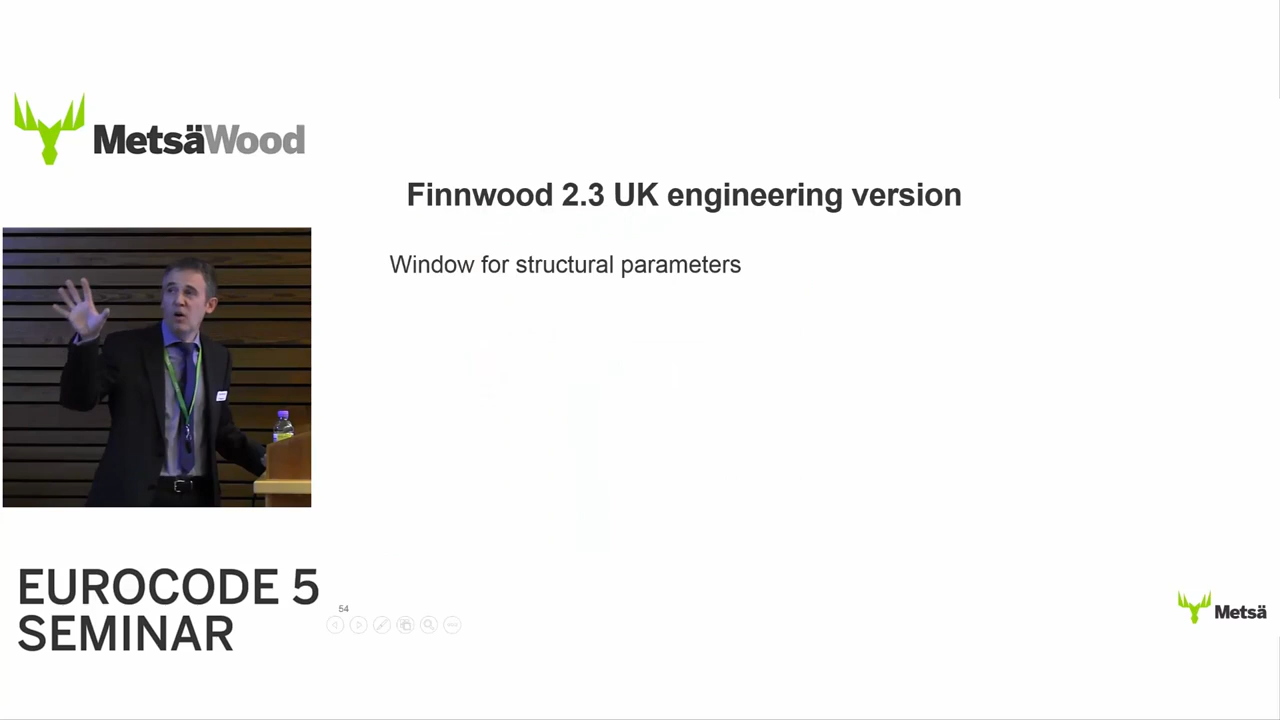 MetsäWood
Finnwood 2.3 UK engineering version
Window for structural parameters
EUROCODE 5
SEMINAR
54
Metsä